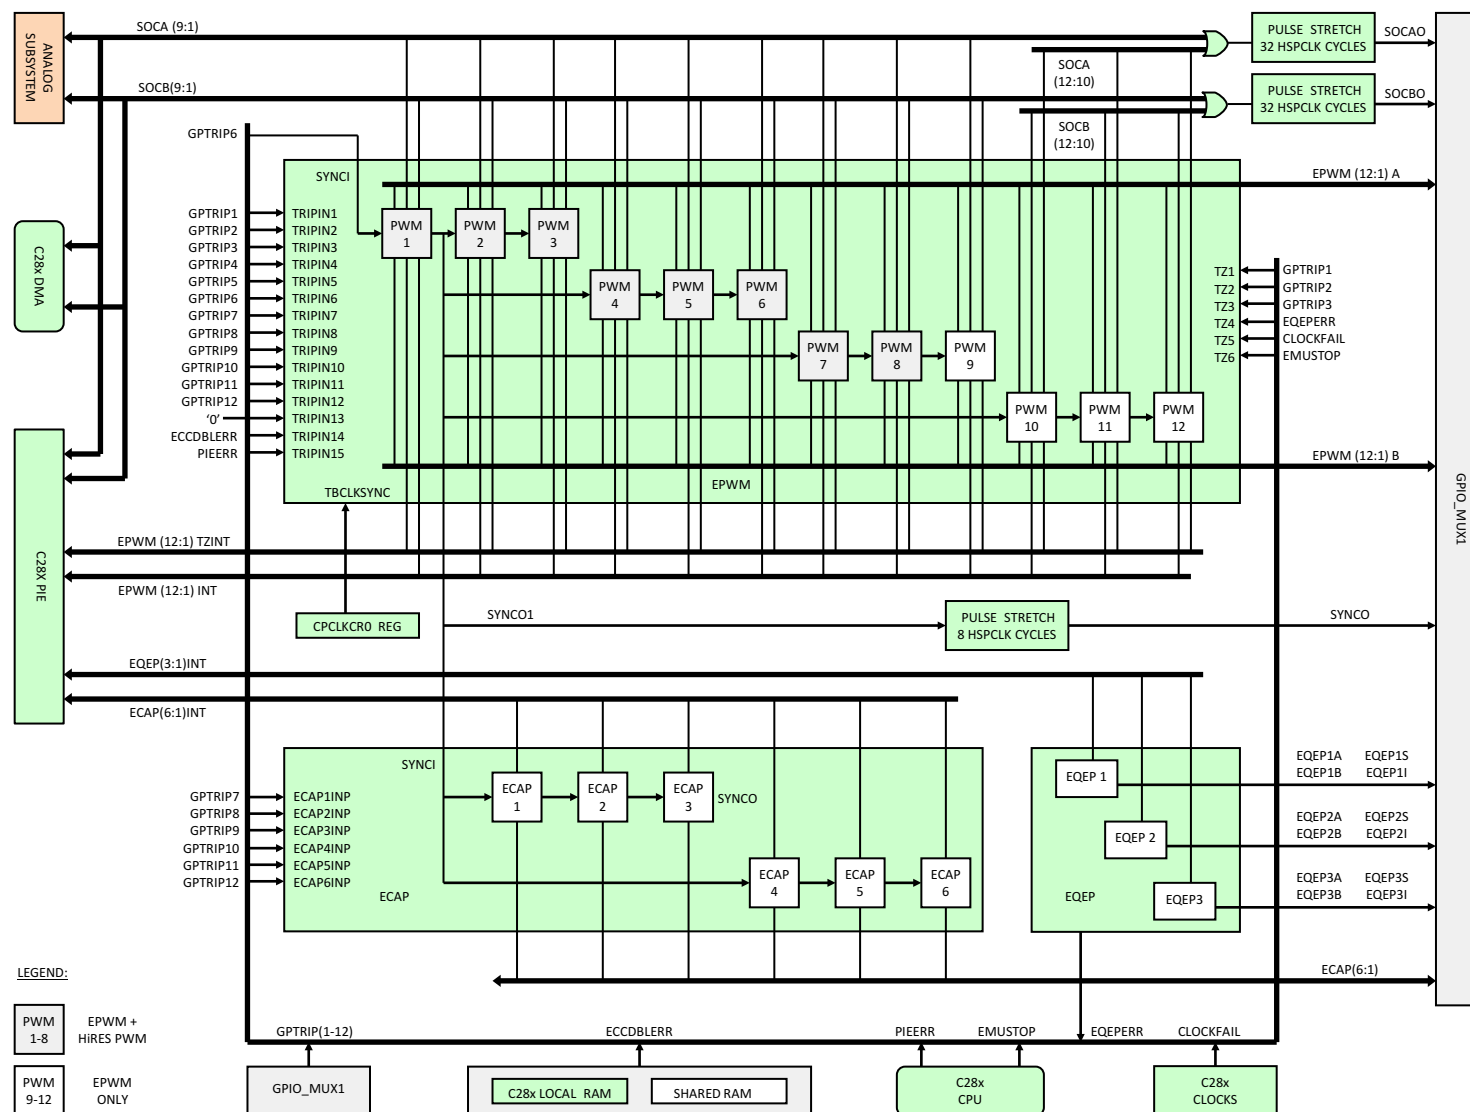 SOCA (9:1)
ANALOG
SUBSYSTEM
PULSE STRETCH
32 HSPCLK CYCLES
SOCAO
SOCA
(12:10)
SOCB(9:1)
PULSE STRETCH
32 HSPCLK CYCLES
SOCBO
SOCB
(12:10)
GPTRIP6
SYNCI
EPWM (12:1) A
GPTRIP1
GPTRIP2
GPTRIP3
GPTRIP4
GPTRIP5
GPTRIP6
GPTRIP7
GPTRIP8
GPTRIP9
GPTRIP10
GPTRIP11
GPTRIP12
‘0’
ECCDBLERR
PIEERR
TRIPIN1
TRIPIN2
TRIPIN3
TRIPIN4
TRIPIN5
TRIPIN6
TRIPIN7
TRIPIN8
TRIPIN9
TRIPIN10
TRIPIN11
TRIPIN12
TRIPIN13
TRIPIN14
TRIPIN15
PWM
1
PWM
2
PWM
3
PWM
4
PWM
5
PWM
6
PWM
7
PWM
8
PWM
9
PWM
10
PWM
11
PWM
12
TZ1
TZ2
TZ3
TZ4
TZ5
TZ6
GPTRIP1
GPTRIP2
GPTRIP3
EQEPERR
CLOCKFAIL
EMUSTOP
C28x DMA
EPWM (12:1) B
EPWM
TBCLKSYNC
GPIO_MUX1
C28X PIE
EPWM (12:1) TZINT
EPWM (12:1) INT
CPCLKCR0 REG
SYNCO1
PULSE STRETCH
8 HSPCLK CYCLES
SYNCO
EQEP(3:1)INT
ECAP(6:1)INT
SYNCI
GPTRIP7
GPTRIP8
GPTRIP9
GPTRIP10
GPTRIP11
GPTRIP12
ECAP1INP
ECAP2INP
ECAP3INP
ECAP4INP
ECAP5INP
ECAP6INP
ECAP
1
ECAP
2
ECAP
3
SYNCO
ECAP
4
ECAP
5
ECAP
6
ECAP
EQEP 1
EQEP 2
EQEP3
EQEP
EQEP1A EQEP1S
EQEP1B EQEP1I
EQEP2A EQEP2S
EQEP2B EQEP2I
EQEP3A EQEP3S
EQEP3B EQEP3I
ECAP(6:1)
LEGEND:
PWM
1-8
EPWM +
HiRES PWM
PWM
9-12
EPWM
ONLY
GPTRIP(1-12)
ECCDBLERR
PIEERR
EMUSTOP
EQEPERR
CLOCKFAIL
GPIO_MUX1
C28x LOCAL RAM
SHARED RAM
C28x
CPU
C28x
CLOCKS